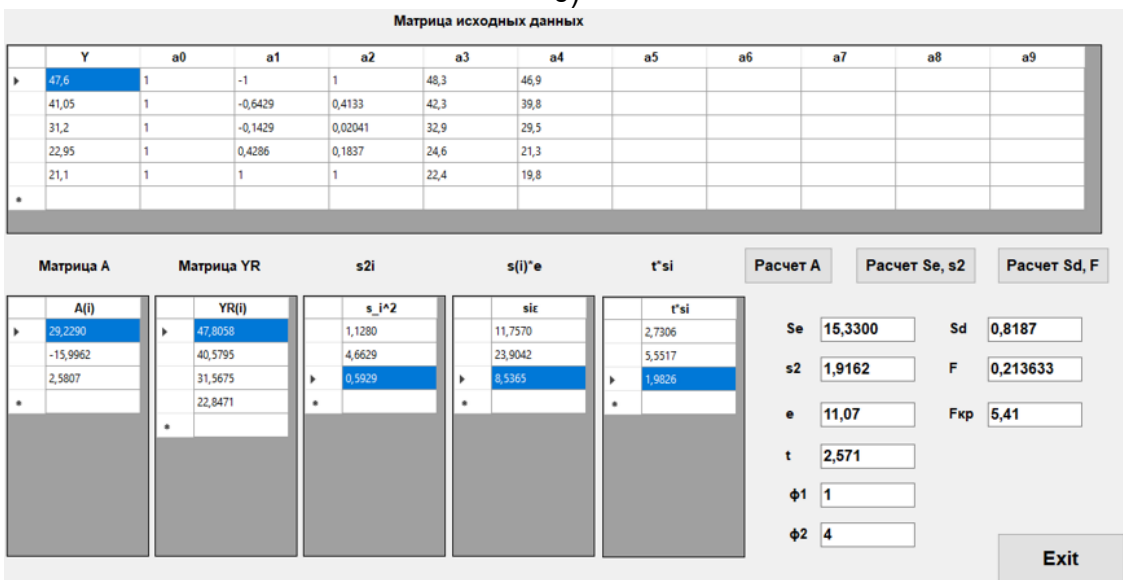 Матрица исходных данных
Y a0 a1 a2 a3 a4 a5 a6 a7 a8 a9
47,6 1 -1 1 48,3 46,9
41,05 1 -0,6429 0,4133 42,3 39,8
31,2 1 -0,1429 0,02041 32,9 29,5
22,95 1 0,4286 0,1837 24,6 21,3
21,1 1 1 1 22,4 19,8
Матрица A Матрица YR s2i s(i)*e t*si Расчет A Расчет Se, s2 Расчет Sd, F
A(i) YR(i) s_i^2 siε t*si
29,2290 47,8058 1,1280 11,7570 2,7306
-15,9962 40,5795 4,6629 23,9042 5,5517
2,5807 31,5675 0,5929 8,5365 1,9826
22,8471
Se 15,3300 Sd 0,8187
s2 1,9162 F 0,213633
e 11,07 Fкр 5,41
t 2,571
ф1 1
ф2 4
Exit